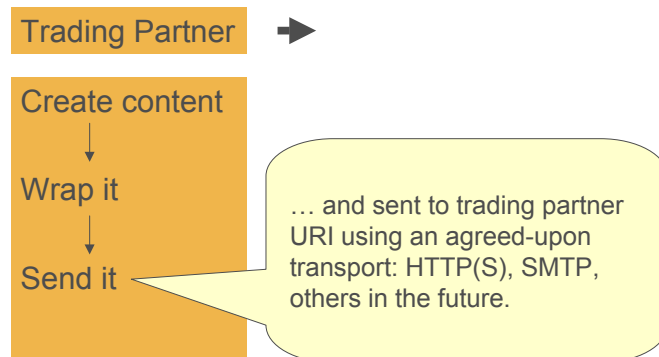 Trading Partner
Create content
Wrap it
Send it
… and sent to trading partner
URI using an agreed-upon
transport: HTTP(S), SMTP,
others in the future.